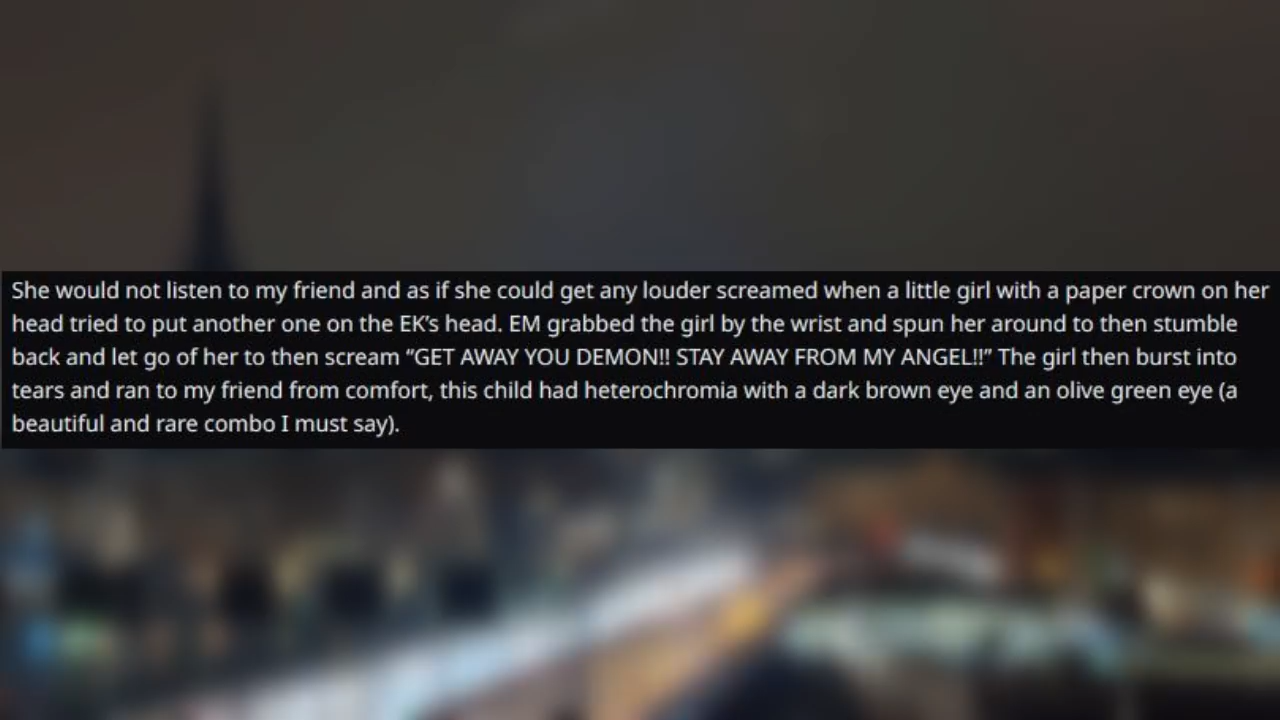 She would not listen to my friend and as if she could get any louder screamed when a little girl with a paper crown on her
head tried to put another one on the EK’s head. EM grabbed the girl by the wrist and spun her around to then stumble
back and let go of her to then scream “GET AWAY YOU DEMON!! STAY AWAY FROM MY ANGEL!!” The girl then burst into
tears and ran to my friend from comfort, this child had heterochromia with a dark brown eye and an olive green eye (a
beautiful and rare combo I must say).